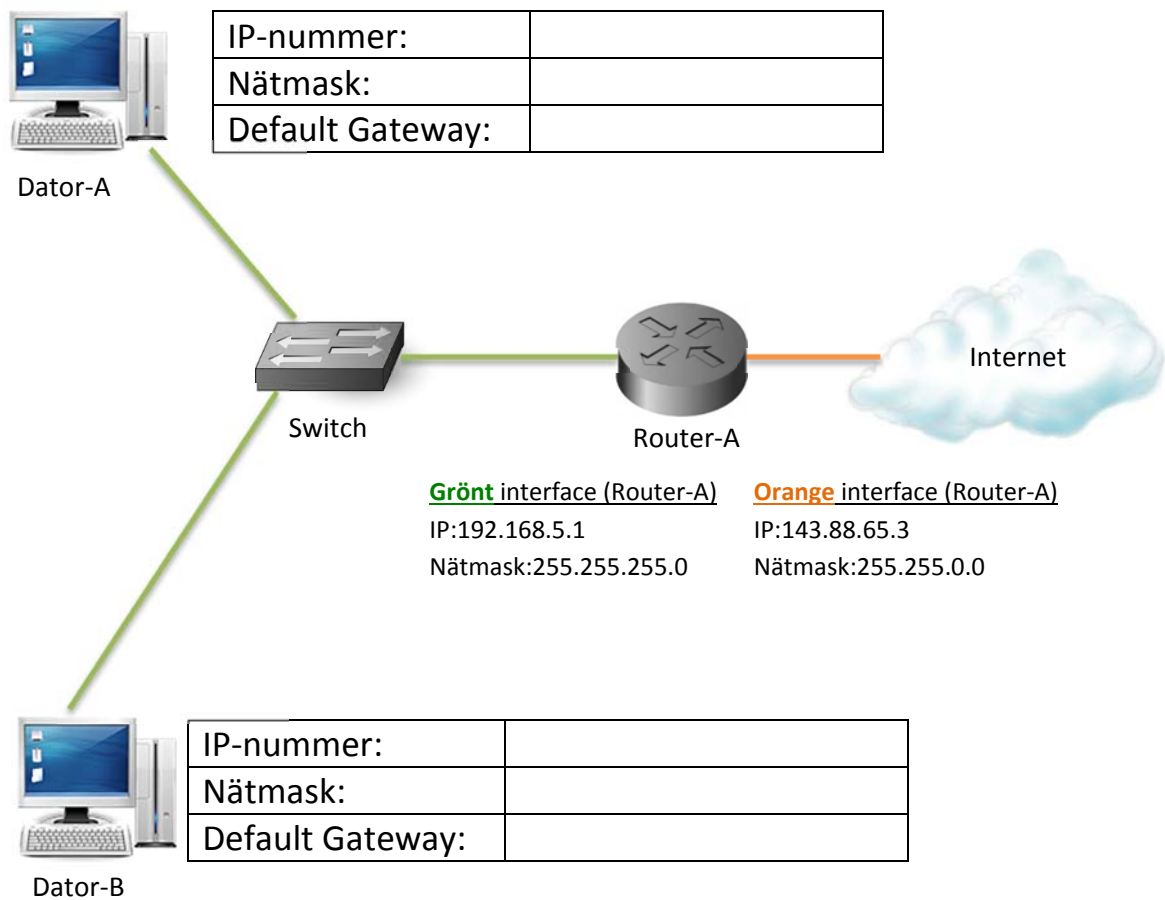 IP-nummer:
Nätmask:
Default Gateway:
Dator-A
Internet
Switch
Router-A
Grönt interface (Router-A)
IP:192.168.5.1
Nätmask:255.255.255.0
Orange interface (Router-A)
IP:143.88.65.3
Nätmask:255.255.0.0
IP-nummer:
Nätmask:
Default Gateway:
Dator-B